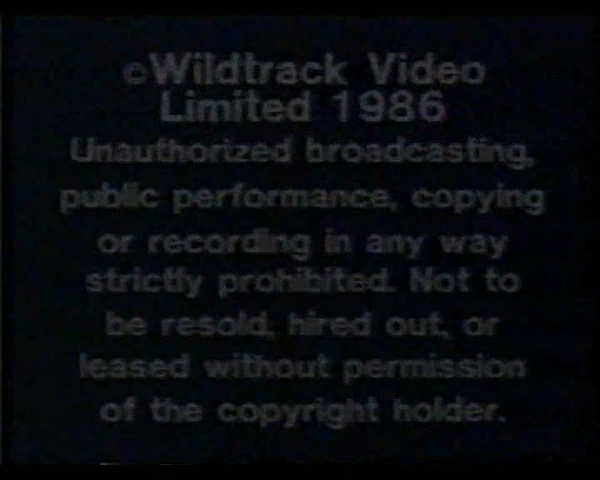 ©Wildtrack Video
Limited 1986
Unauthorized broadcasting,
public performance, copying
or recording in any way
strictly prohibited. Not to
be resold, hired out, or
leased without permission
of the copyright holder.